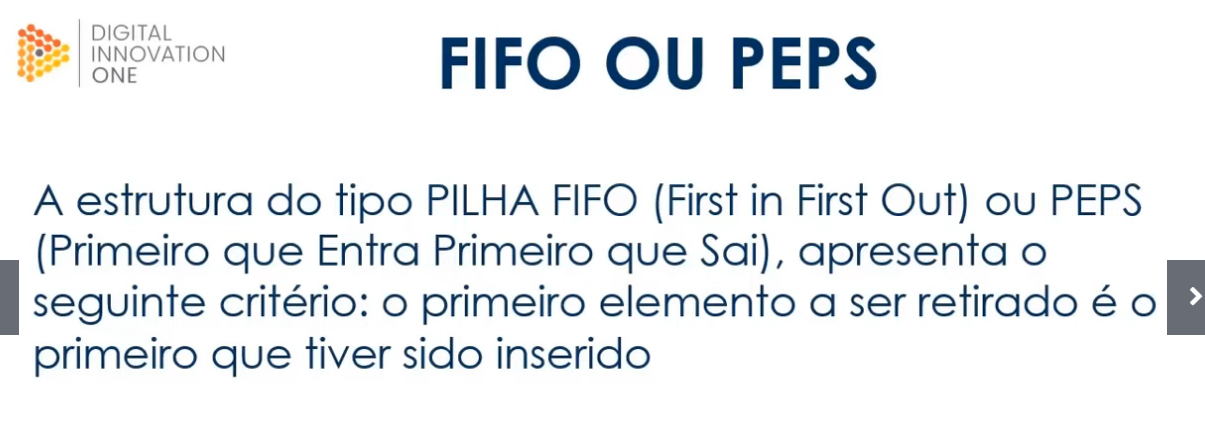 DIGITAL
INNOVATION
ONE
FIFO OU PEPS
A estrutura do tipo PILHA FIFO (First in First Out) ou PEPS
(Primeiro que Entra Primeiro que Sai), apresenta o
seguinte critério: o primeiro elemento a ser retirado é o
primeiro que tiver sido inserido